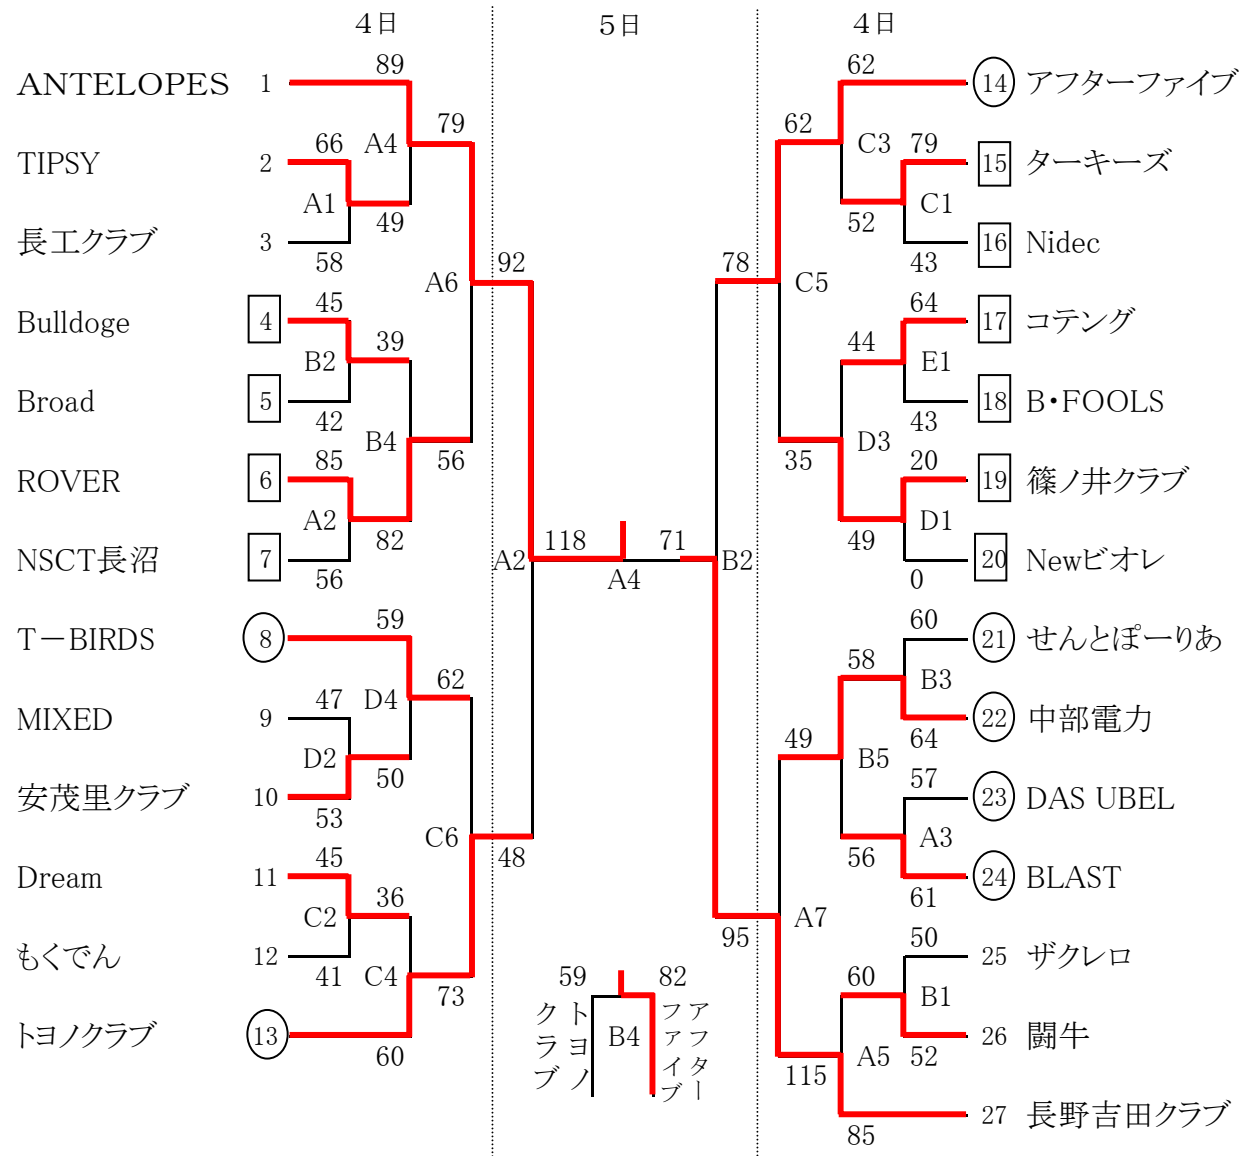 4日
5日
4日
ANTELOPES 1
TIPSY 2
長工クラブ 3
Bulldoge 4
Broad 5
ROVER 6
NSCT長沼 7
T－BIRDS 8
MIXED 9
安茂里クラブ 10
Dream 11
もくでん 12
トヨノクラブ 13
89
66
A4
79
A1
49
58
45
A6
92
B2
39
42
85
B4
56
A2
82
56
59
62
47
D4
D2
50
53
45
C6
48
C2
36
41
C4
73
60
A2
118
A4
71
B2
59
82
トヨノクラブ
B4
アフターファイブ
62
62
C3
79
C1
52
43
78
C5
64
44
E1
43
35
D3
20
49
D1
0
60
58
B3
64
49
B5
57
A3
56
61
95
A7
50
60
B1
115
A5
52
85
14 アフターファイブ
15 ターキーズ
16 Nidec
17 コテング
18 B・FOOLS
19 篠ノ井クラブ
20 Newビオレ
21 せんとぽーりあ
22 中部電力
23 DAS UBEL
24 BLAST
25 ザクレロ
26 闘牛
27 長野吉田クラブ